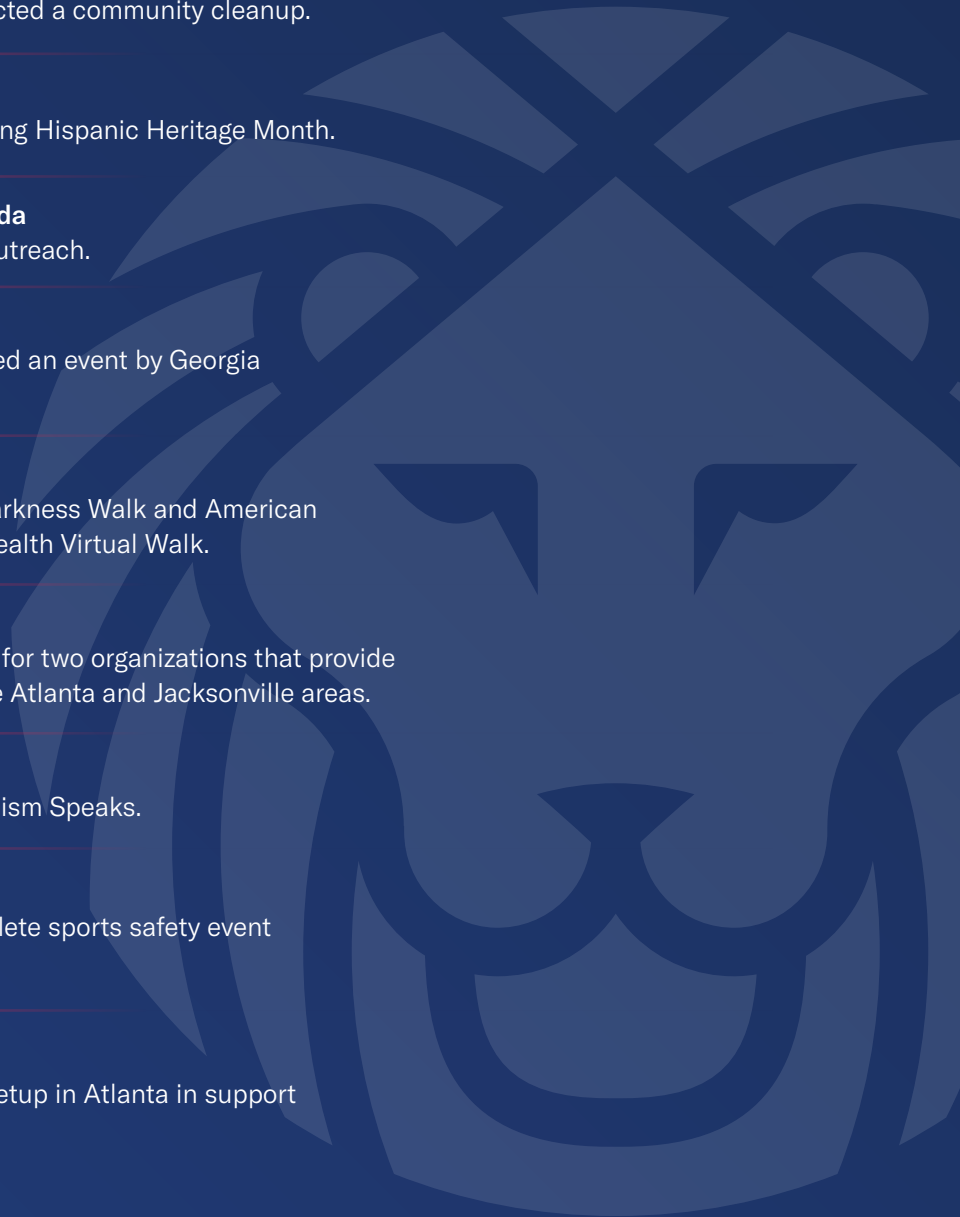 cted a community cleanup.
ng Hispanic Heritage Month.
da
utreach.
ed an event by Georgia
arkness Walk and American
ealth Virtual Walk.
for two organizations that provide
e Atlanta and Jacksonville areas.
ism Speaks.
lete sports safety event
etup in Atlanta in support